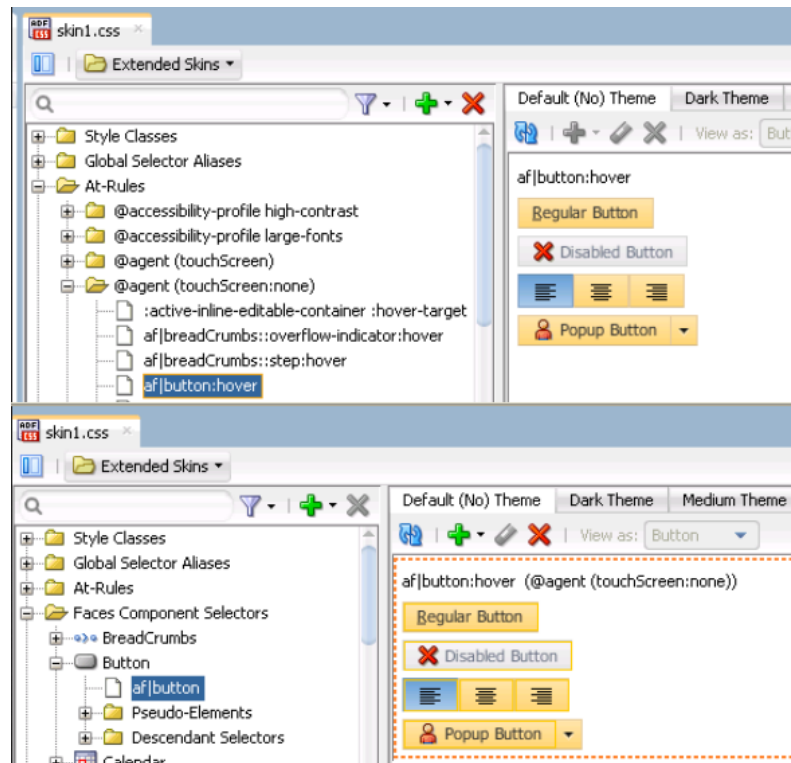 ADF
CSS
skin1.css
Extended Skins
Default (No) Theme
Dark Theme
View as:
Style Classes
Global Selector Aliases
At-Rules
@accessibility-profile high-contrast
@accessibility-profile large-fonts
@agent (touchScreen)
@agent (touchScreen:none)
:active-inline-editable-container :hover-target
af|breadCrumbs::overflow-indicator:hover
af|breadCrumbs::step:hover
af|button:hover
af|button:hover
Regular Button
Disabled Button
Popup Button
ADF
CSS
skin1.css
Extended Skins
Default (No) Theme
Dark Theme
Medium Theme
View as: Button
Style Classes
Global Selector Aliases
At-Rules
Faces Component Selectors
BreadCrumbs
Button
af|button
Pseudo-Elements
Descendant Selectors
Calendar
af|button:hover (@agent (touchScreen:none))
Regular Button
Disabled Button
Popup Button